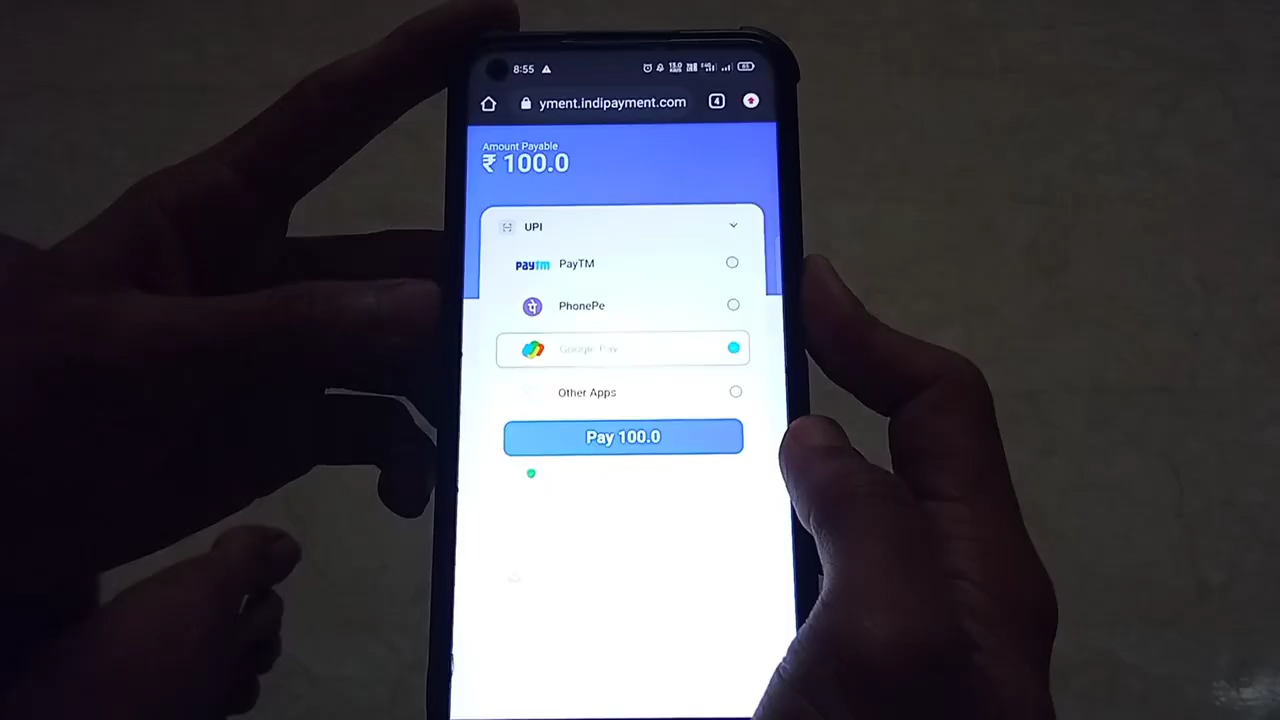 8:55
yment.indipayment.com
4
Amount Payable
₹ 100.0
UPI
paytm PayTM
पे PhonePe
Google Pay
Other Apps
Pay 100.0